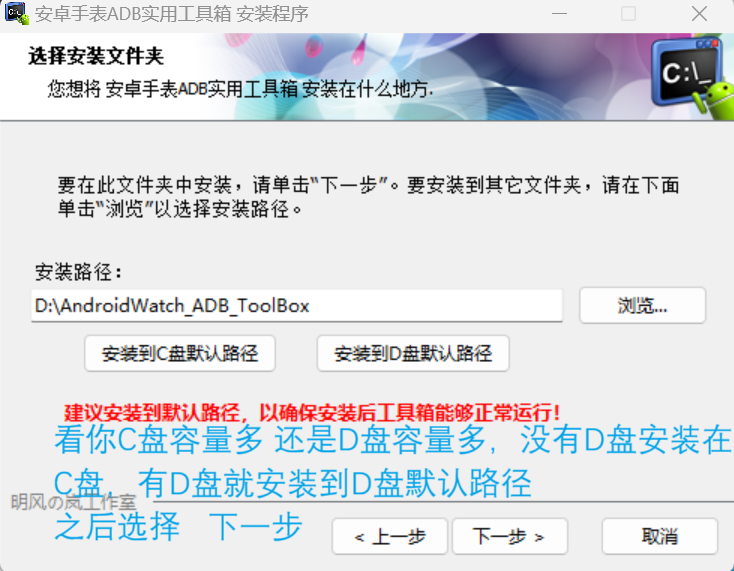 安卓手表ADB实用工具箱 安装程序
选择安装文件夹
您想将 安卓手表ADB实用工具箱 安装在什么地方.
C:\_
要在此文件夹中安装，请单击“下一步”。要安装到其它文件夹，请在下面
单击“浏览”以选择安装路径。
安装路径：
D:\AndroidWatch_ADB_ToolBox
浏览...
安装到C盘默认路径
安装到D盘默认路径
建议安装到默认路径，以确保安装后工具箱能够正常运行！
看你C盘容量多 还是D盘容量多，没有D盘安装在
C盘，有D盘就安装到D盘默认路径
明风の岚工作室
之后选择 下一步
< 上一步
下一步 >
取消